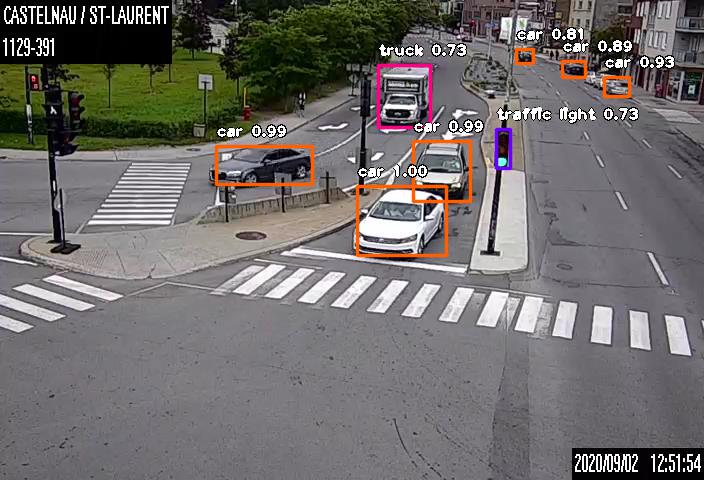 CASTELNAU / ST-LAURENT
1129-391
car 0.81
car 0.89
car 0.93
truck 0.73
traffic light 0.73
car 0.99
car 0.99
car 1.00
2020/09/02 12:51:54